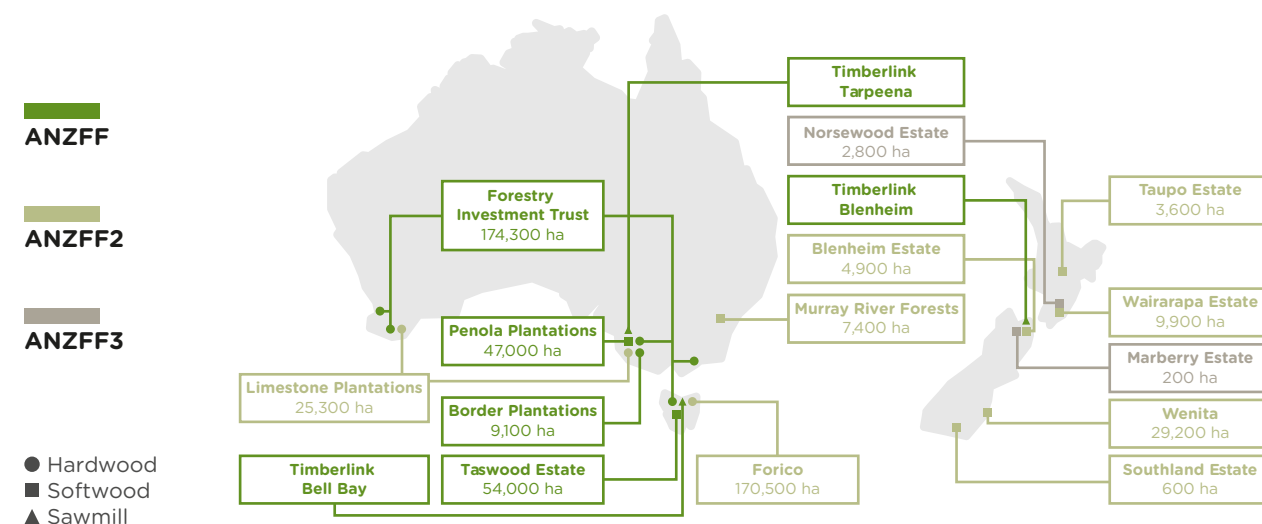 ANZFF
ANZFF2
ANZFF3
Hardwood
Softwood
Sawmill
Forestry
Investment Trust
174,300 ha
Penola Plantations
47,000 ha
Limestone Plantations
25,300 ha
Border Plantations
9,100 ha
Timberlink
Bell Bay
Taswood Estate
54,000 ha
Forico
170,500 ha
Timberlink
Tarpeena
Norsewood Estate
2,800 ha
Timberlink
Blenheim
Blenheim Estate
4,900 ha
Murray River Forests
7,400 ha
Taupo Estate
3,600 ha
Wairarapa Estate
9,900 ha
Marberry Estate
200 ha
Wenita
29,200 ha
Southland Estate
600 ha